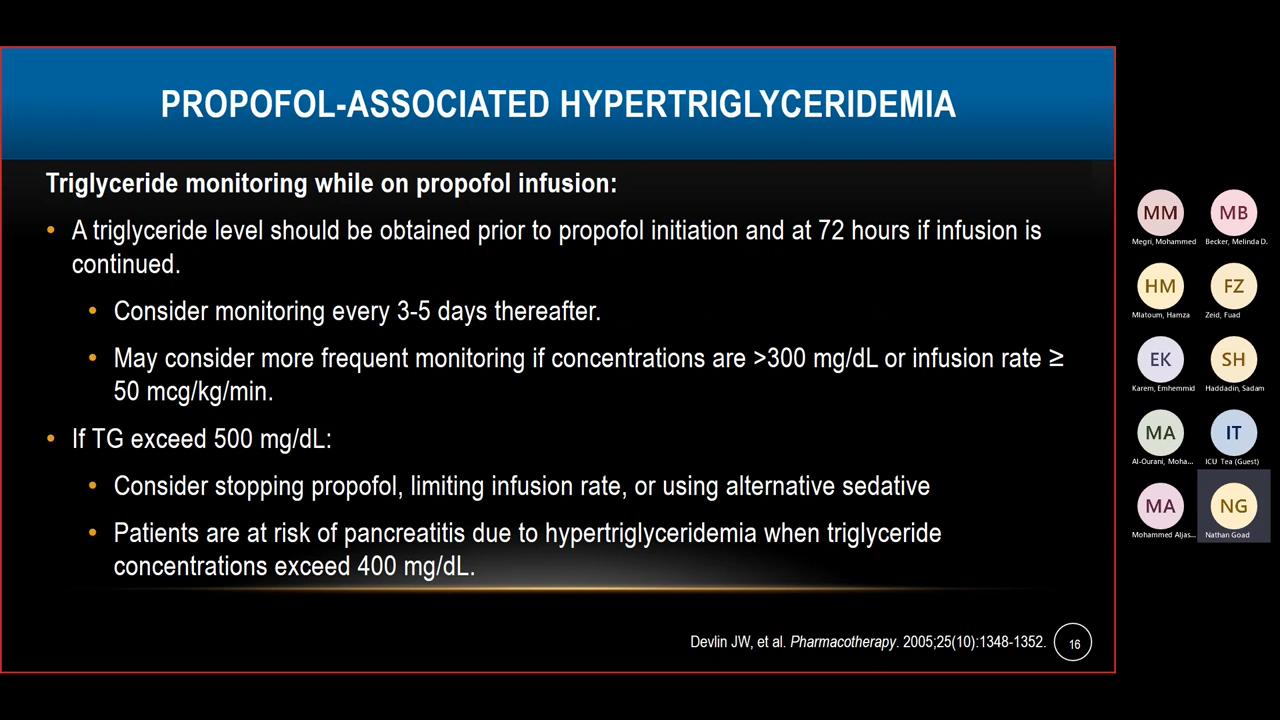 PROPOFOL-ASSOCIATED HYPERTRIGLYCERIDEMIA
Triglyceride monitoring while on propofol infusion:
• A triglyceride level should be obtained prior to propofol initiation and at 72 hours if infusion is
continued.
• Consider monitoring every 3-5 days thereafter.
• May consider more frequent monitoring if concentrations are >300 mg/dL or infusion rate ≥
50 mcg/kg/min.
• If TG exceed 500 mg/dL:
• Consider stopping propofol, limiting infusion rate, or using alternative sedative
• Patients are at risk of pancreatitis due to hypertriglyceridemia when triglyceride
concentrations exceed 400 mg/dL.
Devlin JW, et al. Pharmacotherapy. 2005;25(10):1348-1352.
16
MM
Megri, Mohammed
MB
Becker, Melinda D.
HM
Mlatoum, Hamza
FZ
Zeid, Fuad
EK
Karem, Emhemmid
SH
Haddadin, Sadam
MA
Al-Ourani, Moha...
IT
ICU Tea (Guest)
MA
Mohammed Aljas...
NG
Nathan Goad